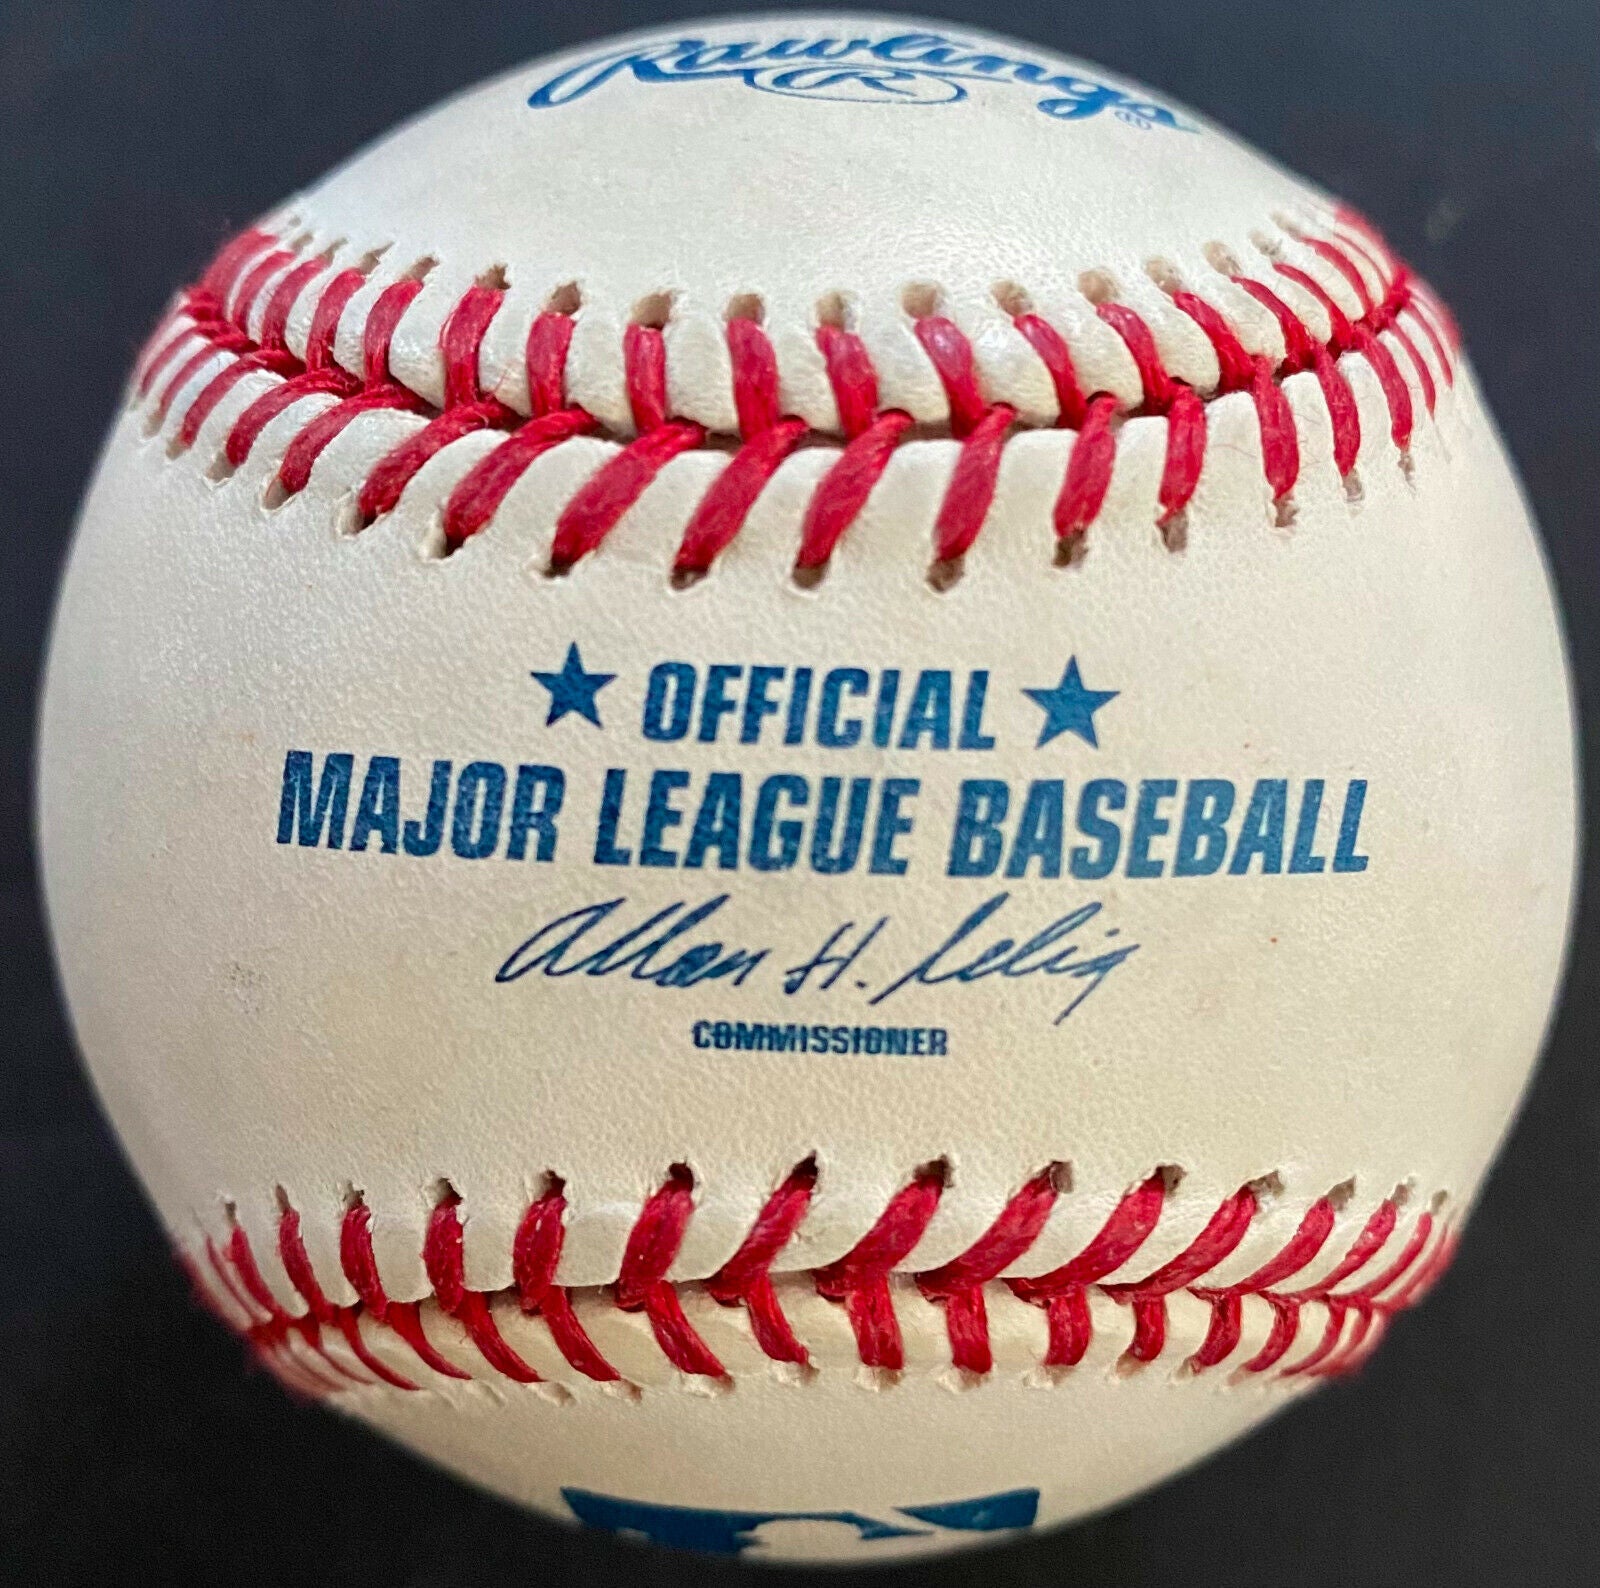 Rawlings ®
R
OFFICIAL
MAJOR LEAGUE BASEBALL
Allan H. Selig
COMMISSIONER